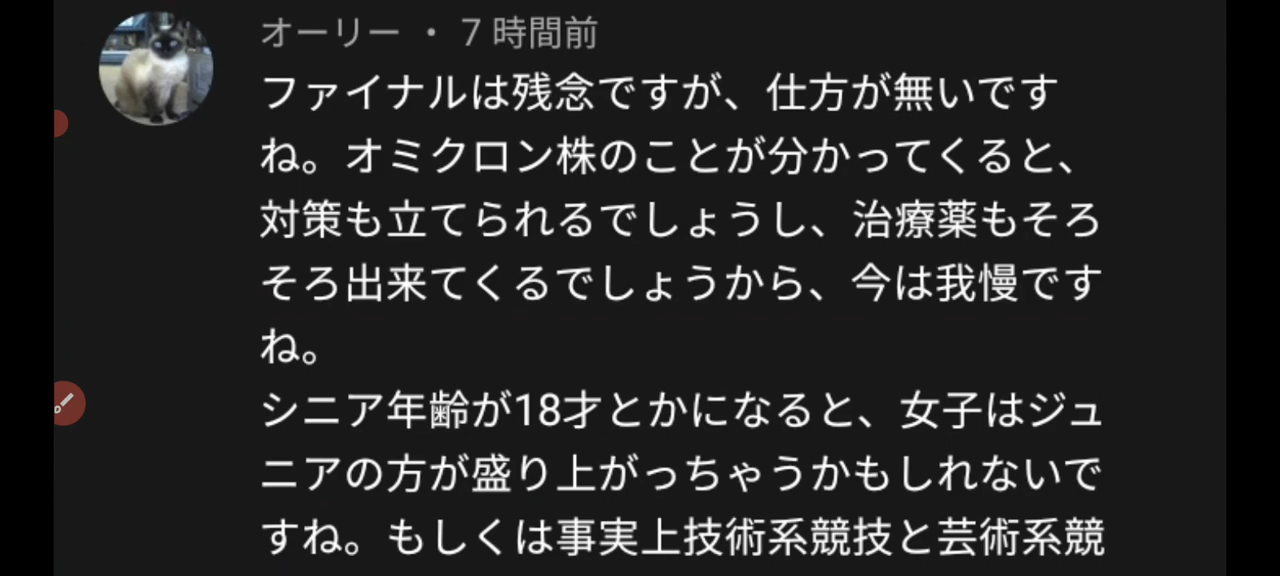 オーリー ・ 7 時間前
ファイナルは残念ですが、仕方が無いです
ね。オミクロン株のことが分かってくると、
対策も立てられるでしょうし、治療薬もそろ
そろ出来てくるでしょうから、今は我慢です
ね。
シニア年齢が18才とかになると、女子はジュ
ニアの方が盛り上がっちゃうかもしれないで
すね。もしくは事実上技術系競技と芸術系競